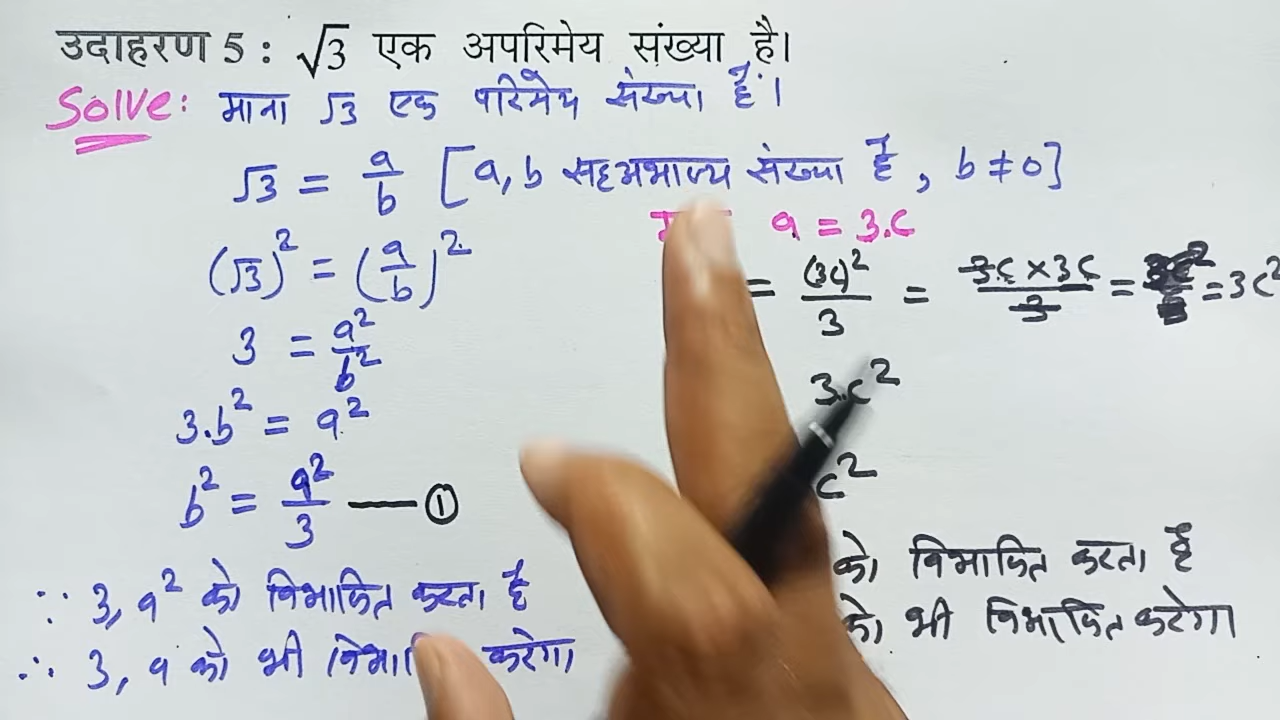 उदाहरण 5 : √3 एक अपरिमेय संख्या है।
Solve: माना √3 एक परिमेय संख्या है।
√3 = a/b [a, b सहअभाज्य संख्या है, b ≠ 0]
(√3)² = (a/b)²
3 = a²/b²
3.b² = a²
b² = a²/3 —— ①
∵ 3, a² को विभाजित करता है
∴ 3, a को भी करेगा
a = 3.c
= (3c)²/3 = 3c × 3c/3 = = 3c²
3.c²
c²
को विभाजित करता है
को भी विभाजित करेगा